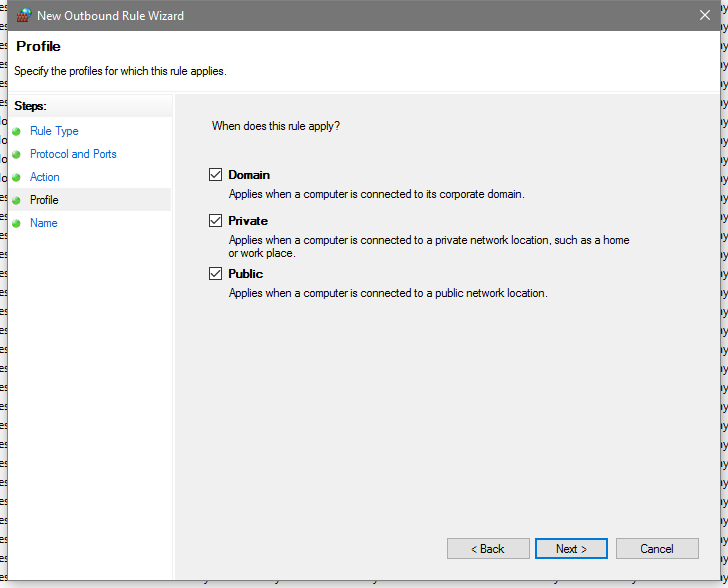 New Outbound Rule Wizard
Profile
Specify the profiles for which this rule applies.
Steps:
Rule Type
Protocol and Ports
Action
Profile
Name
When does this rule apply?
Domain
Applies when a computer is connected to its corporate domain.
Private
Applies when a computer is connected to a private network location, such as a home
or work place.
Public
Applies when a computer is connected to a public network location.
< Back
Next >
Cancel